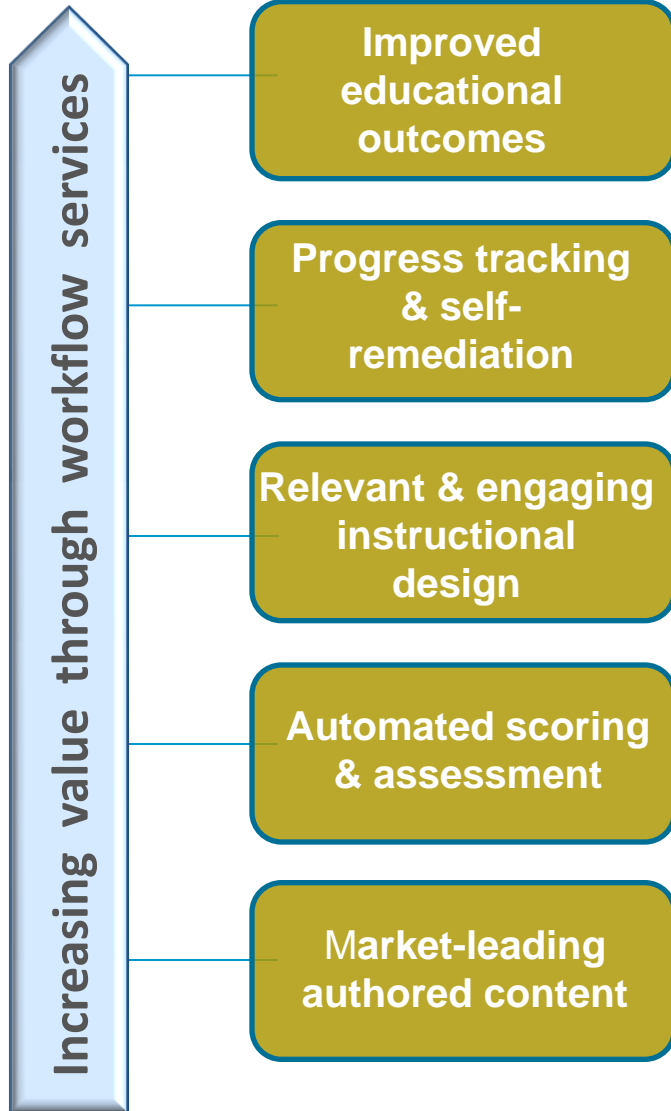 Increasing value through workflow services
Improved
educational
outcomes
Progress tracking
& self-
remediation
Relevant & engaging
instructional
design
Automated scoring
& assessment
Market-leading
authored content